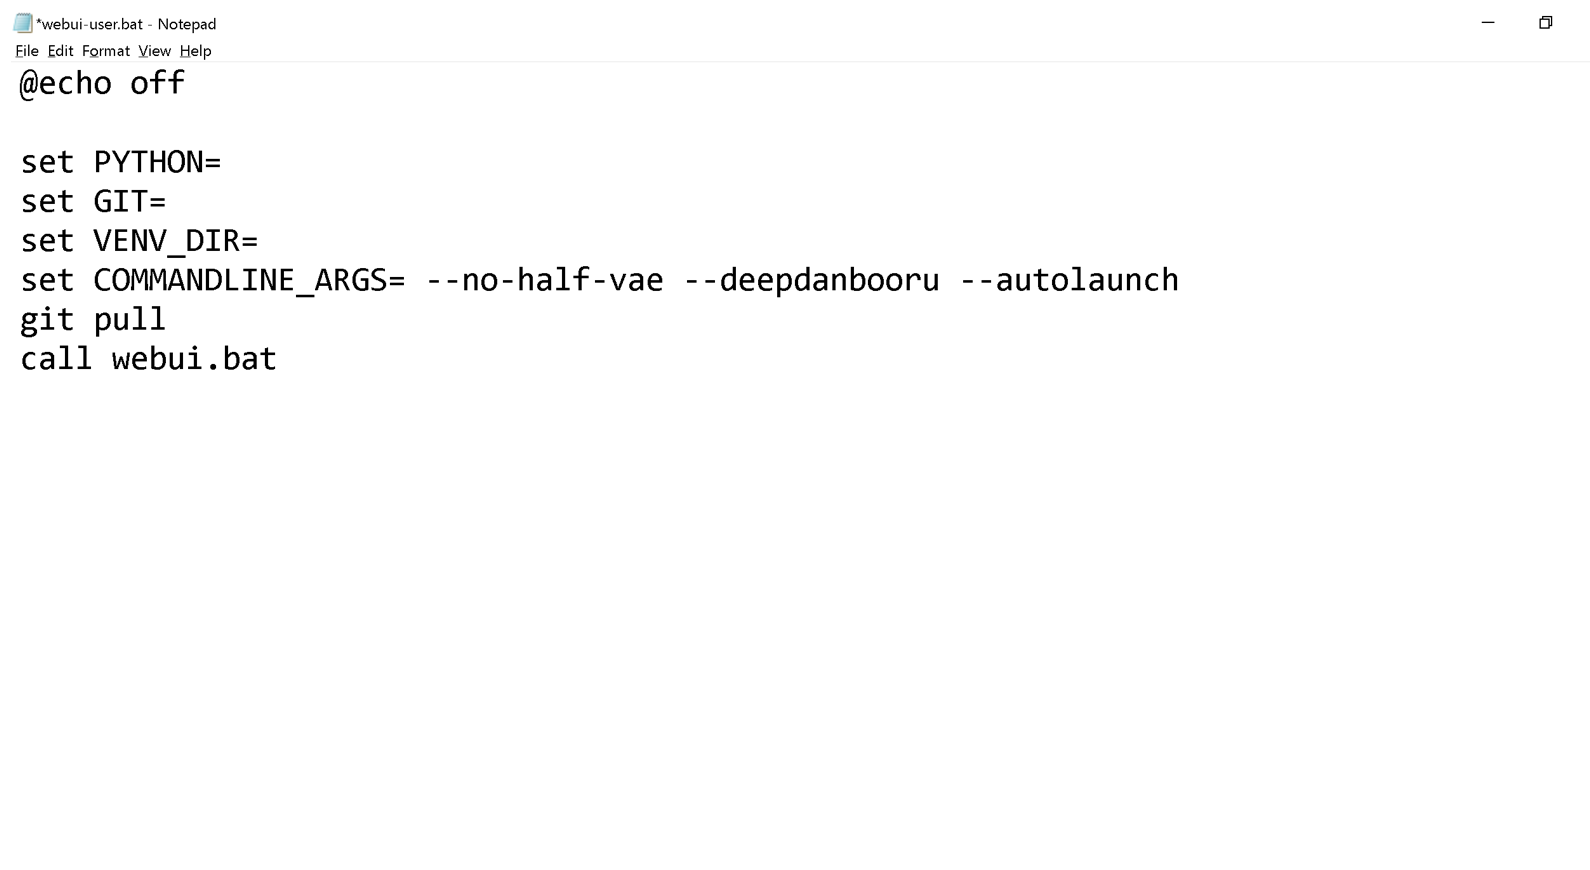 *webui-user.bat - Notepad
File Edit Format View Help
@echo off
set PYTHON=
set GIT=
set VENV_DIR=
set COMMANDLINE_ARGS= --no-half-vae --deepdanbooru --autolaunch
git pull
call webui.bat